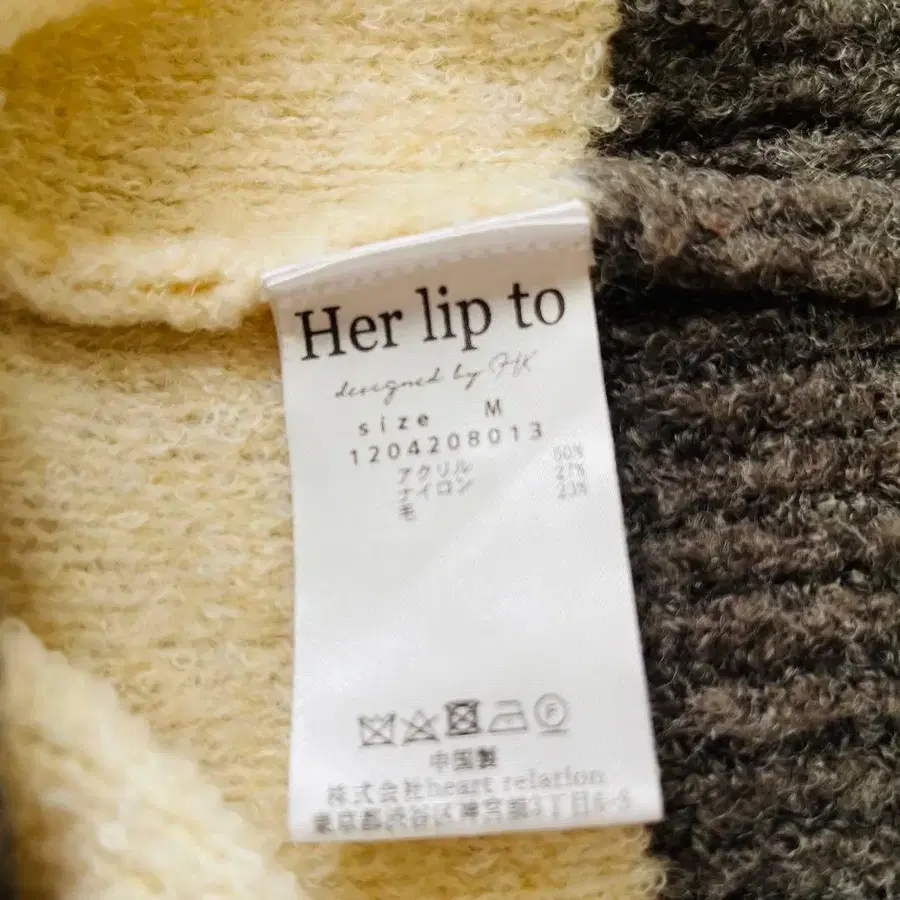 Her lip to
designed by HK
size M
1204208013
アクリル 50%
ナイロン 27%
毛 23%
中国製
株式会社heart relation
東京都渋谷区神宮前5丁目6-5